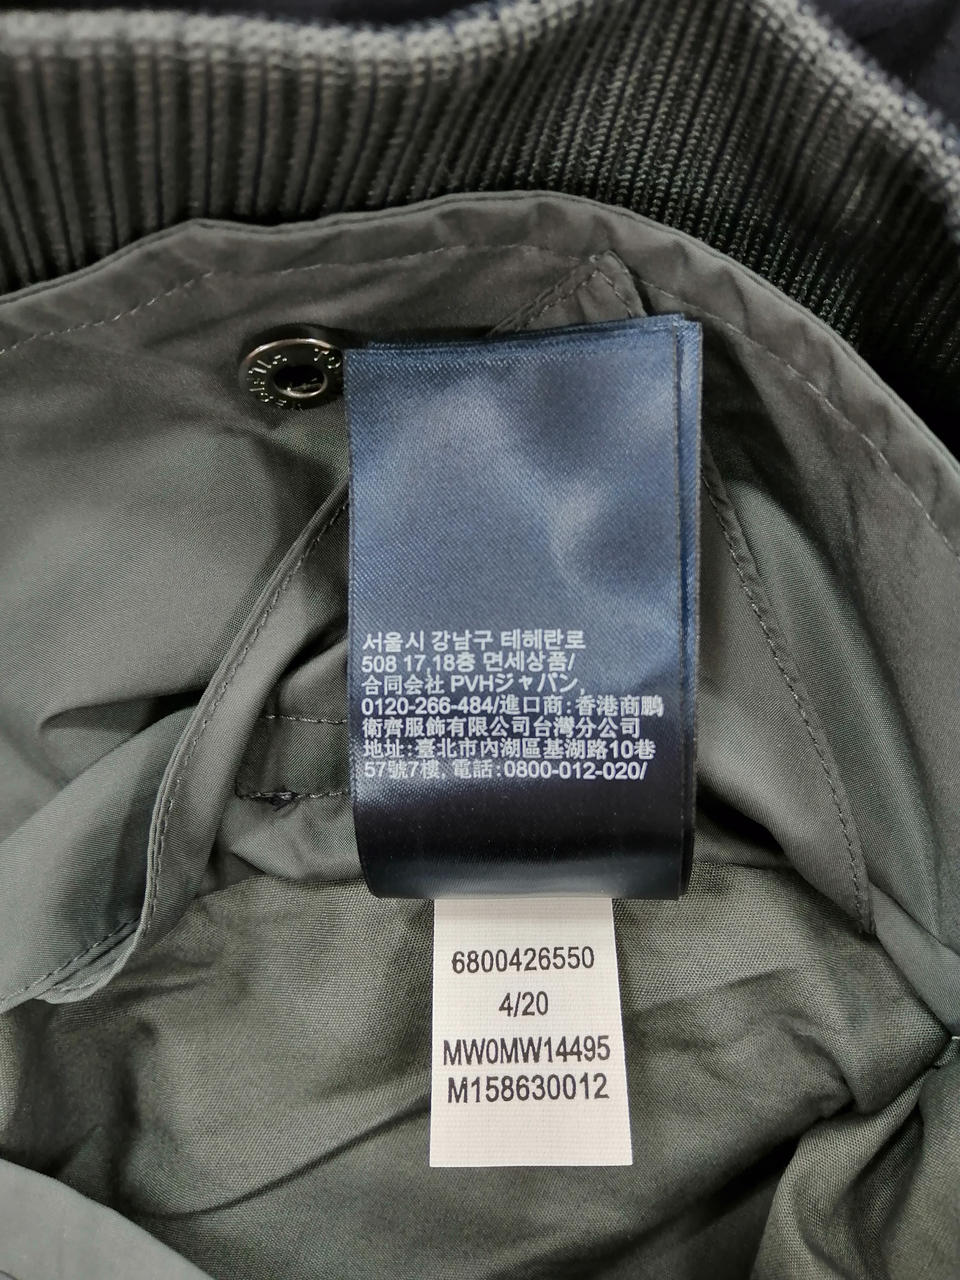 서울시 강남구 테헤란로
508 17,18층 면세상품/
合同会社 PVHジャパン,
0120-266-484/進口商:香港商鵬
衛齊服飾有限公司台灣分公司
地址:臺北市內湖區基湖路10巷
57號7樓, 電話:0800-012-020/
6800426550
4/20
MW0MW14495
M158630012